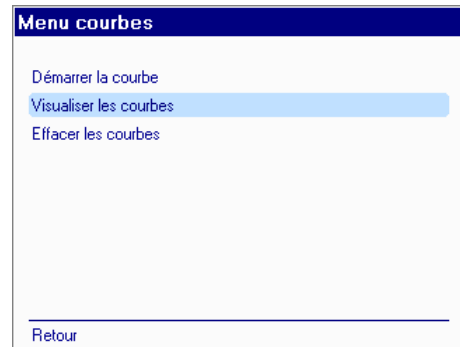 Menu courbes
Démarrer la courbe
Visualiser les courbes
Effacer les courbes
Retour